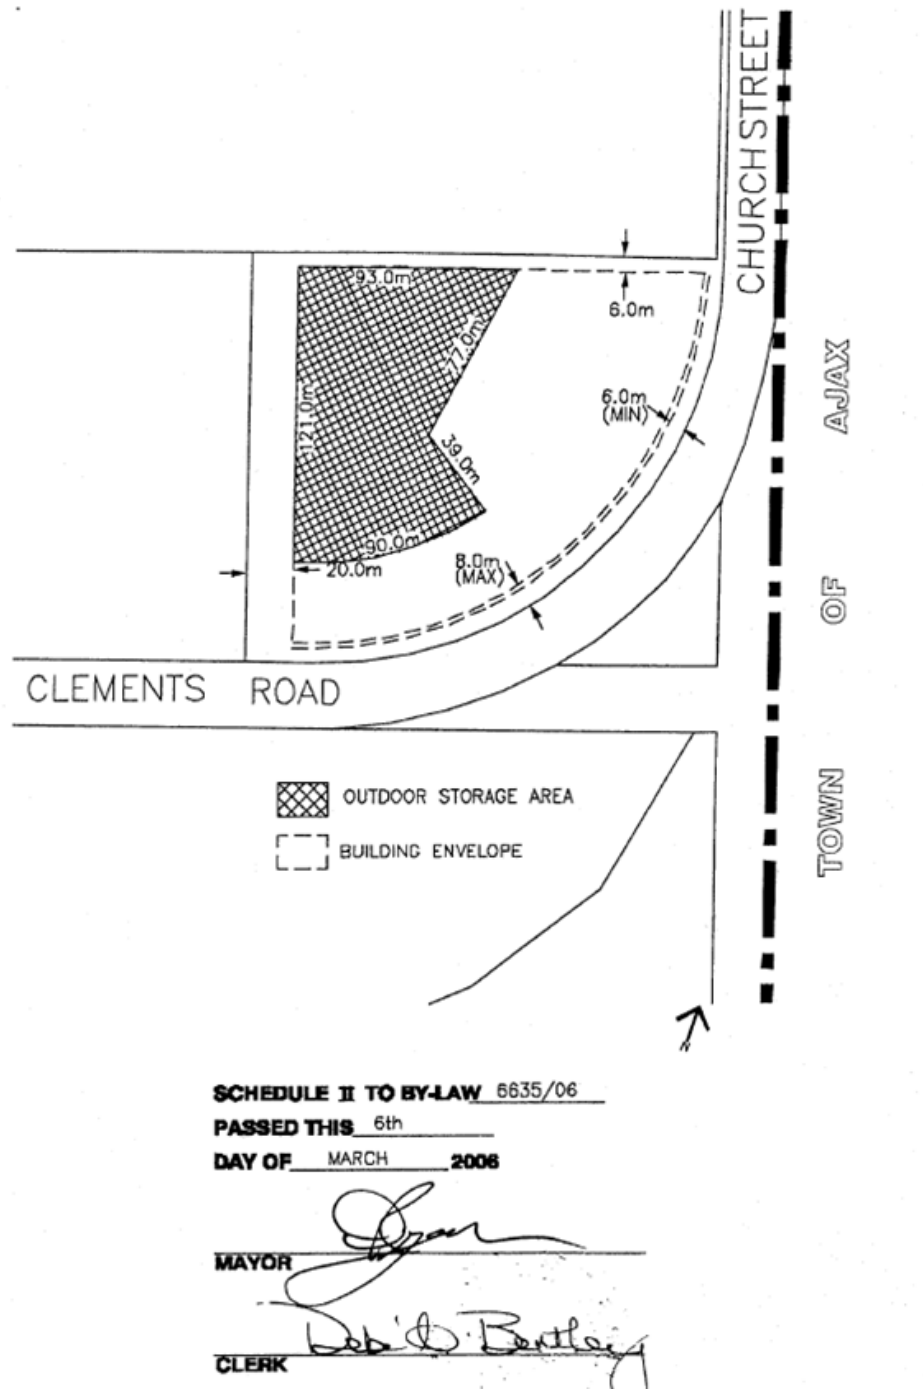 CHURCH STREET
93.0m
6.0m
77.0m
6.0m
(MIN)
AJAX
121.0m
39.0m
90.0m
20.0m
8.0m
(MAX)
OF
CLEMENTS ROAD
TOWN
OUTDOOR STORAGE AREA
BUILDING ENVELOPE
N
SCHEDULE II TO BY-LAW 6635/06
PASSED THIS 6th
DAY OF MARCH 2006
MAYOR
Bentley
CLERK